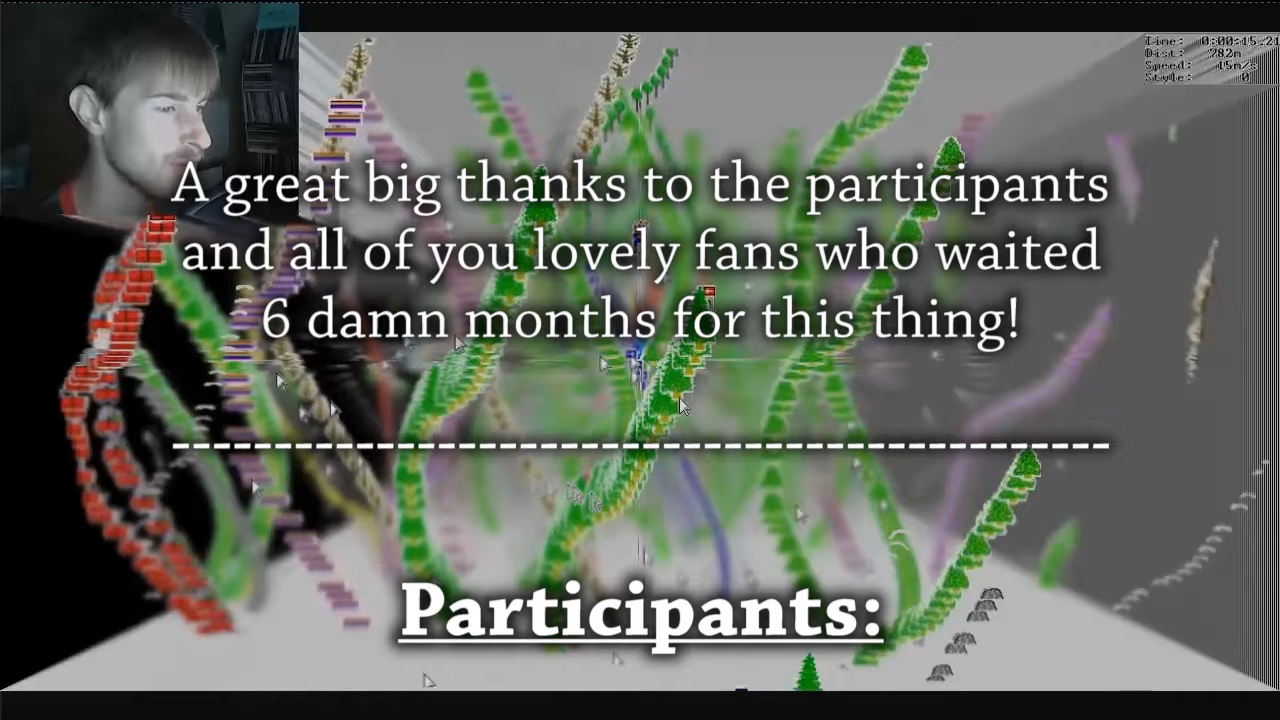 Time: 0:00:15:21
Dist: 782m
Speed: 15m/s
Style: 0
A great big thanks to the participants
and all of you lovely fans who waited
6 damn months for this thing!
Participants: